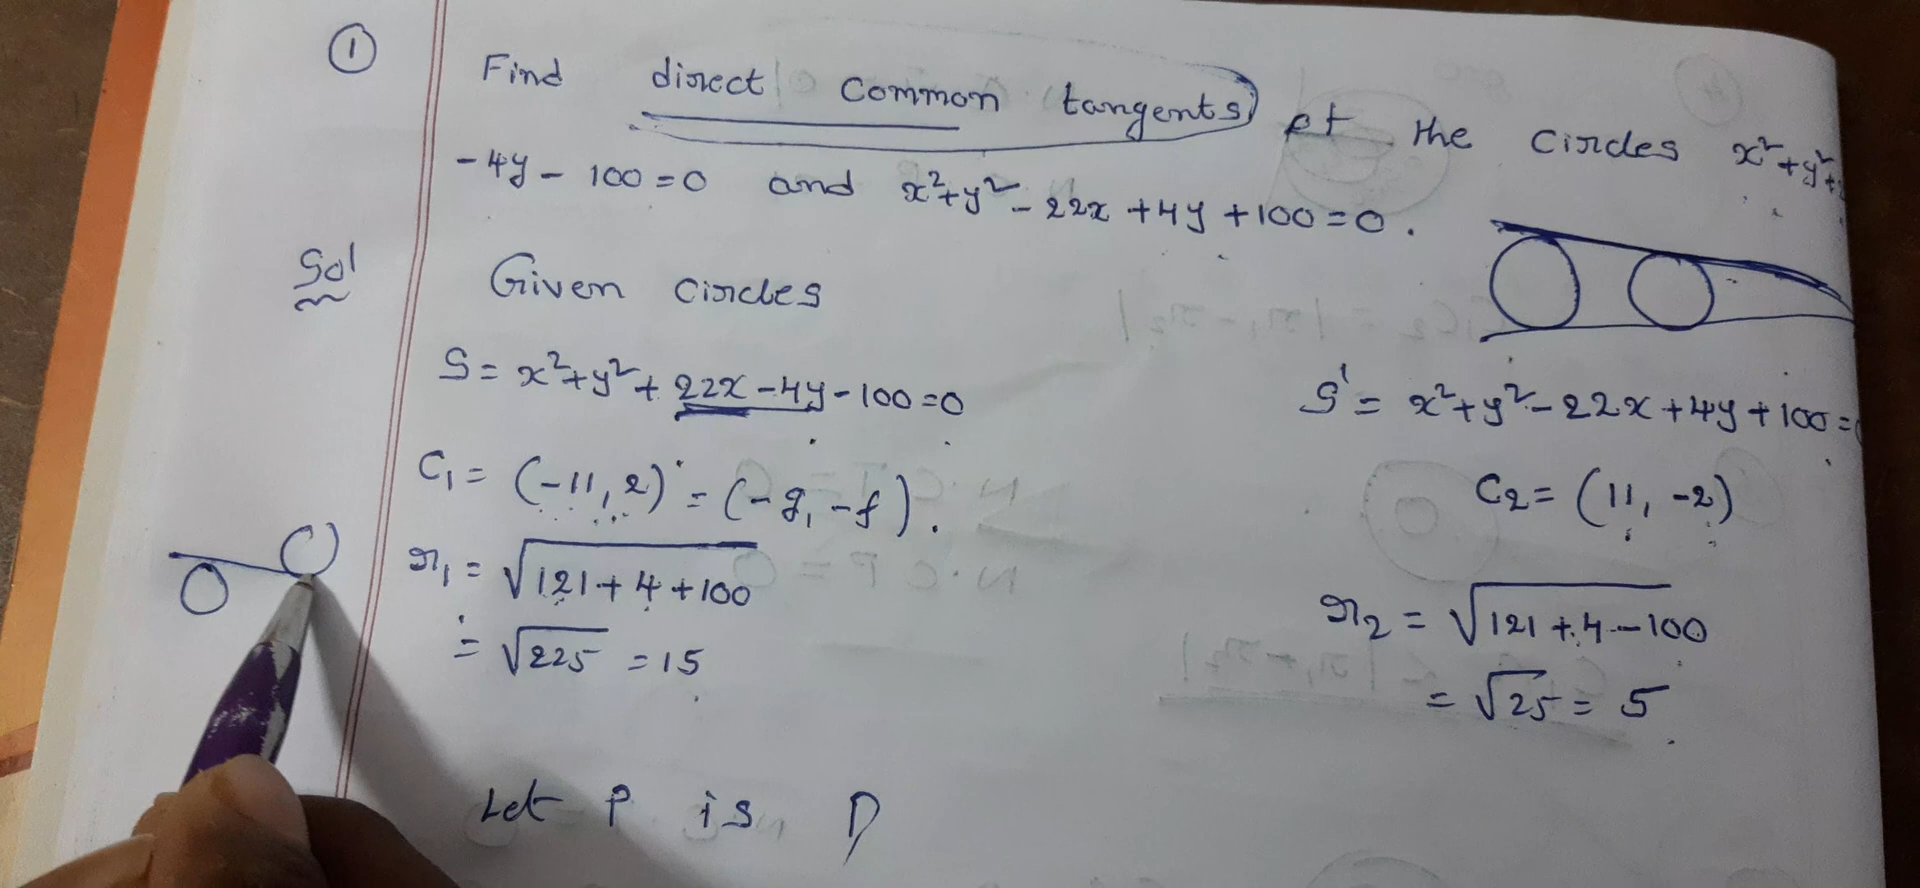 ① Find direct common tangents of the circles x²+y²+
-4y - 100 = 0 and x²+y² - 22x + 4y + 100 = 0.
Sol Given circles
S = x²+y² + 22x - 4y - 100 = 0
S' = x²+y² - 22x + 4y + 100 =
C₁ = (-11, 2) = (-g, -f).
C₂ = (11, -2)
r₁ = √121 + 4 + 100
= √225 = 15
r₂ = √121 + 4 - 100
= √25 = 5
Let P is D